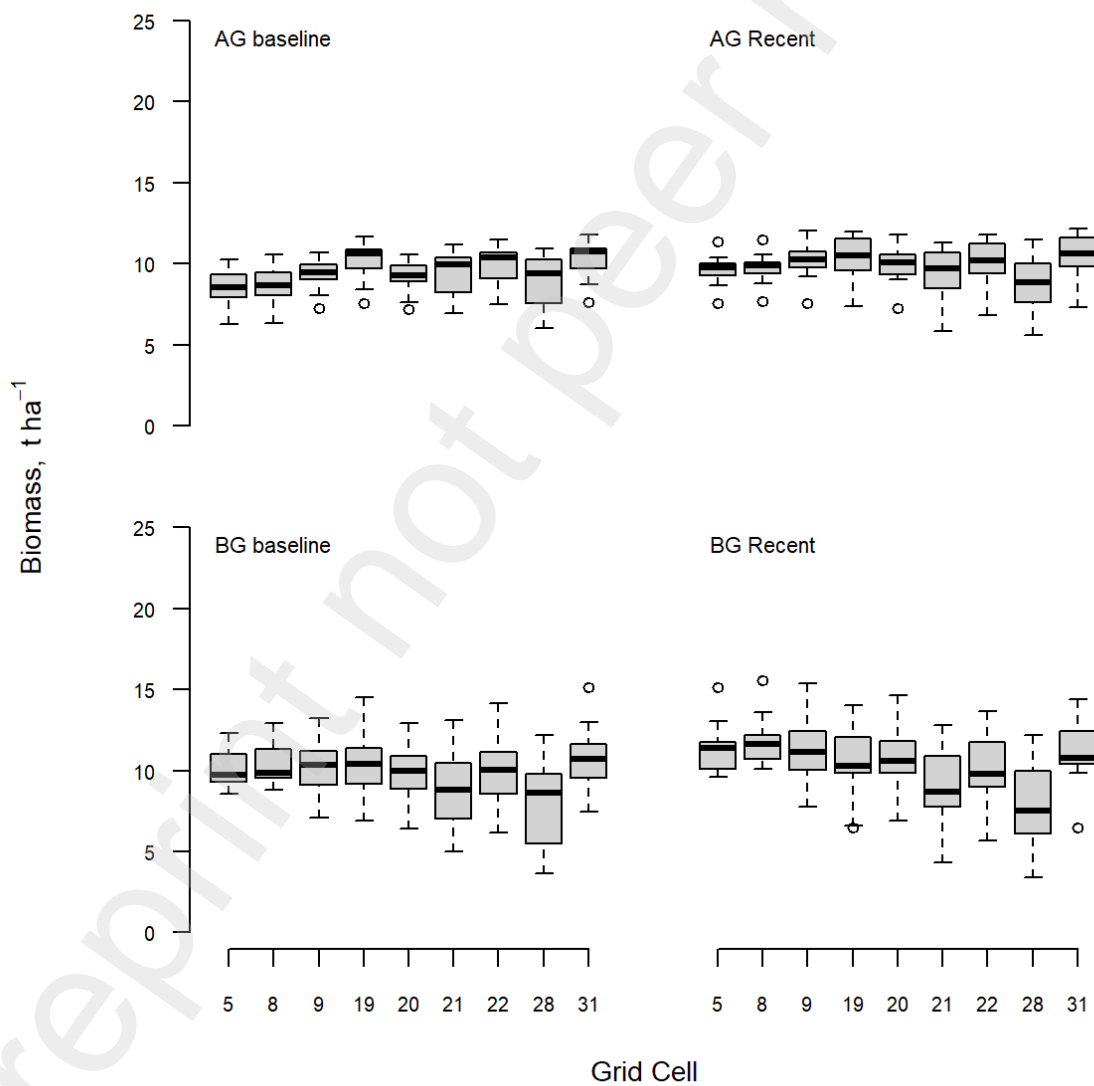 25
20
15
10
5
0
AG baseline
AG Recent
Biomass, t ha⁻¹
25
20
15
10
5
0
BG baseline
BG Recent
5 8 9 19 20 21 22 28 31
5 8 9 19 20 21 22 28 31
Grid Cell
eprint not peer r